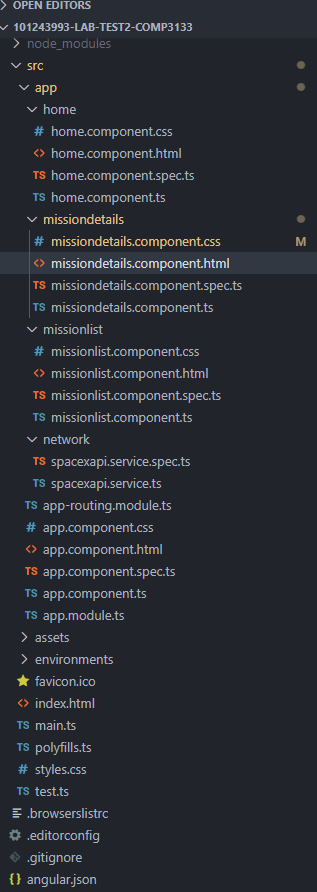 OPEN EDITORS
101243993-LAB-TEST2-COMP3133
node_modules
src
app
home
# home.component.css
<> home.component.html
TS home.component.spec.ts
TS home.component.ts
missiondetails
# missiondetails.component.css M
<> missiondetails.component.html
TS missiondetails.component.spec.ts
TS missiondetails.component.ts
missionlist
# missionlist.component.css
<> missionlist.component.html
TS missionlist.component.spec.ts
TS missionlist.component.ts
network
TS spacexapi.service.spec.ts
TS spacexapi.service.ts
TS app-routing.module.ts
# app.component.css
<> app.component.html
TS app.component.spec.ts
TS app.component.ts
TS app.module.ts
assets
environments
favicon.ico
<> index.html
TS main.ts
TS polyfills.ts
# styles.css
TS test.ts
.browserslistrc
.editorconfig
.gitignore
{} angular.json